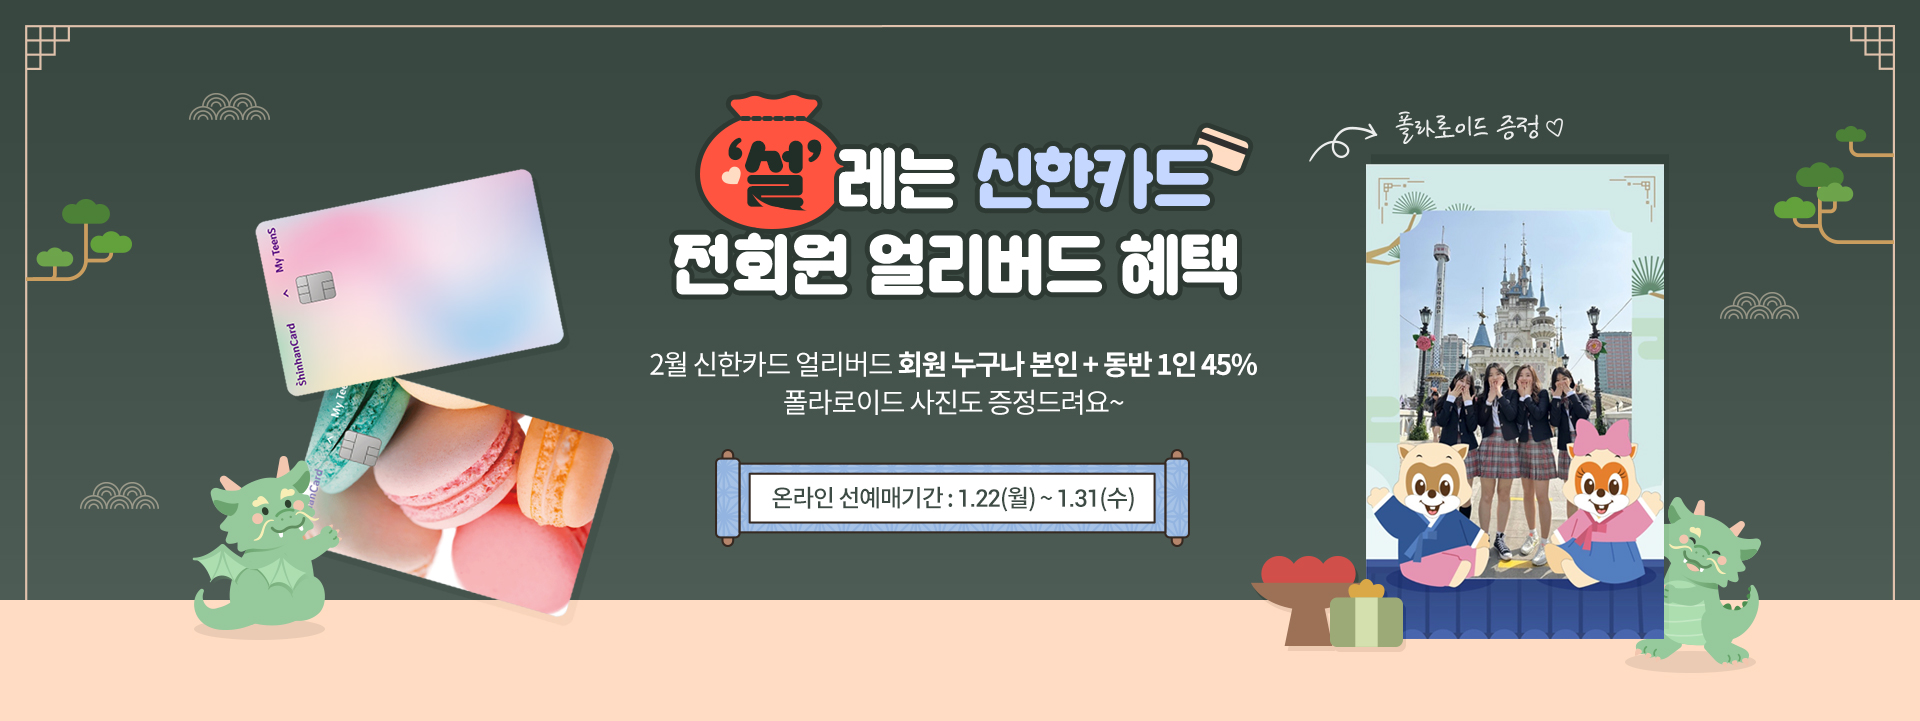 '설'레는 신한카드
전회원 얼리버드 혜택
2월 신한카드 얼리버드 회원 누구나 본인 + 동반 1인 45%
폴라로이드 사진도 증정드려요~
온라인 선예매기간 : 1.22(월) ~ 1.31(수)
폴라로이드 증정♡
My TeenS
ShinhanCard
My Te
anCard